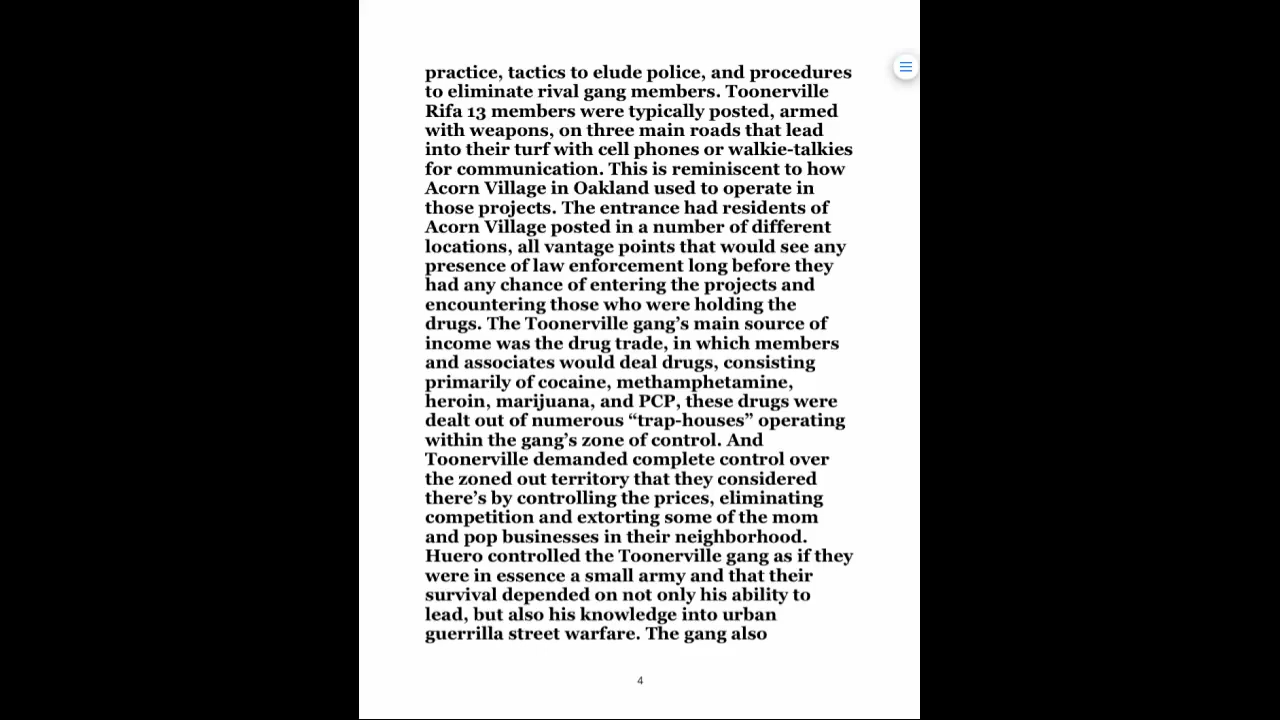 practice, tactics to elude police, and procedures
to eliminate rival gang members. Toonerville
Rifa 13 members were typically posted, armed
with weapons, on three main roads that lead
into their turf with cell phones or walkie-talkies
for communication. This is reminiscent to how
Acorn Village in Oakland used to operate in
those projects. The entrance had residents of
Acorn Village posted in a number of different
locations, all vantage points that would see any
presence of law enforcement long before they
had any chance of entering the projects and
encountering those who were holding the
drugs. The Toonerville gang’s main source of
income was the drug trade, in which members
and associates would deal drugs, consisting
primarily of cocaine, methamphetamine,
heroin, marijuana, and PCP, these drugs were
dealt out of numerous “trap-houses” operating
within the gang’s zone of control. And
Toonerville demanded complete control over
the zoned out territory that they considered
there’s by controlling the prices, eliminating
competition and extorting some of the mom
and pop businesses in their neighborhood.
Huero controlled the Toonerville gang as if they
were in essence a small army and that their
survival depended on not only his ability to
lead, but also his knowledge into urban
guerrilla street warfare. The gang also
4